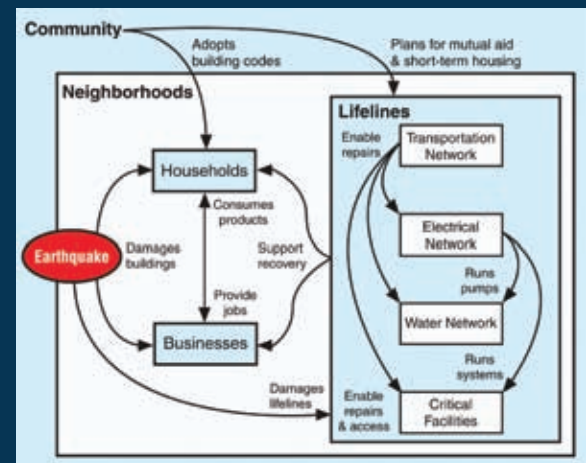 Community
Adopts
building codes
Plans for mutual aid
& short-term housing
Neighborhoods
Lifelines
Enable
repairs
Transportation
Network
Households
Consumes
products
Electrical
Network
Earthquake
Damages
buildings
Support
recovery
Runs
pumps
Provide
jobs
Water Network
Businesses
Runs
systems
Damages
lifelines
Enable
repairs
& access
Critical
Facilities